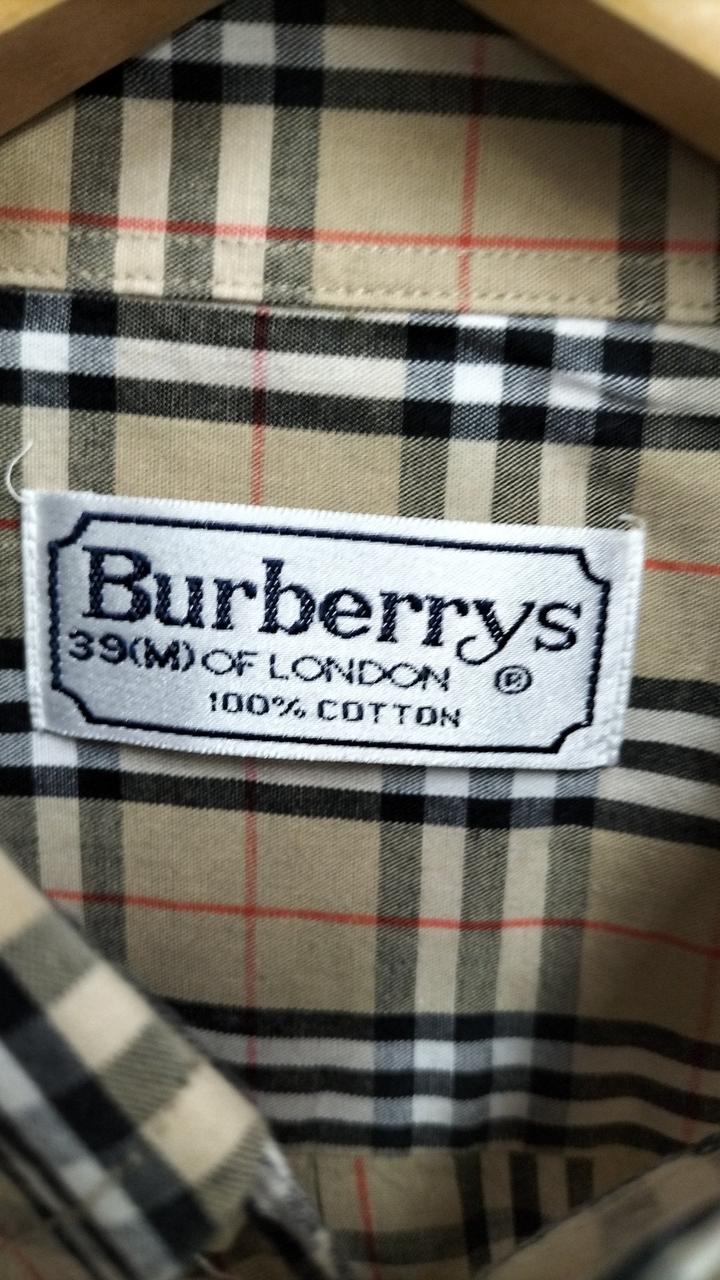 Burberrys
39(M) OF LONDON ®
100% COTTON